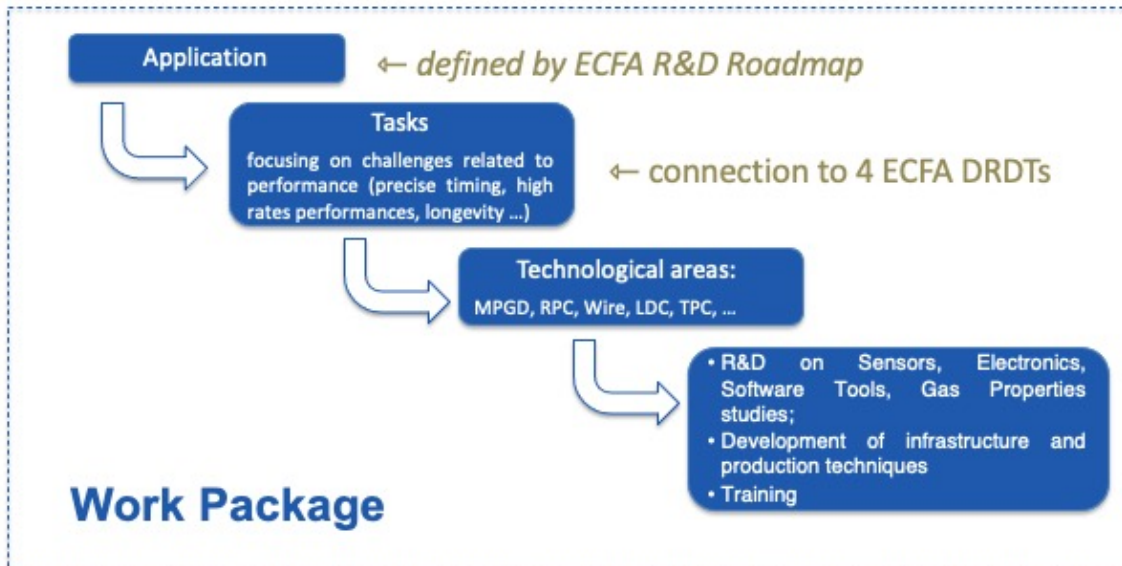 Application
← defined by ECFA R&D Roadmap
Tasks
focusing on challenges related to
performance (precise timing, high
rates performances, longevity ...)
← connection to 4 ECFA DRDTs
Technological areas:
MPGD, RPC, Wire, LDC, TPC, ...
• R&D on Sensors, Electronics,
Software Tools, Gas Properties
studies;
• Development of infrastructure and
production techniques
• Training
Work Package